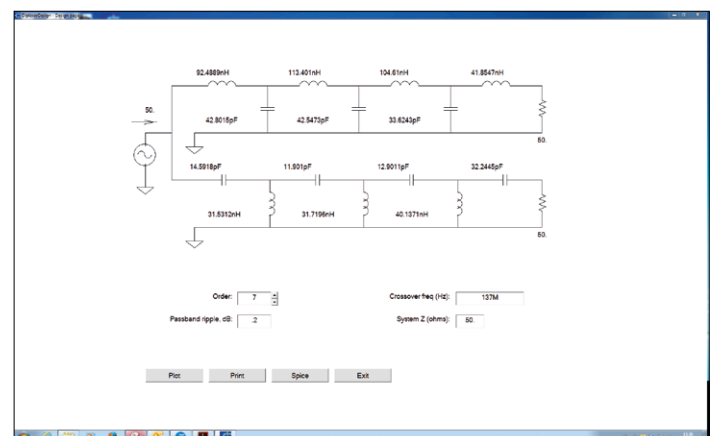 92.4889nH 113.401nH 104.61nH 41.8547nH
50.
42.8015pF 42.5473pF 33.6243pF
50.
14.5918pF 11.901pF 12.9011pF 32.2445pF
31.5312nH 31.7196nH 40.1371nH
50.
Order: 7 Crossover freq (Hz): 137M
Passband ripple, dB: .2 System Z (ohms): 50.
Plot Print Spice Exit